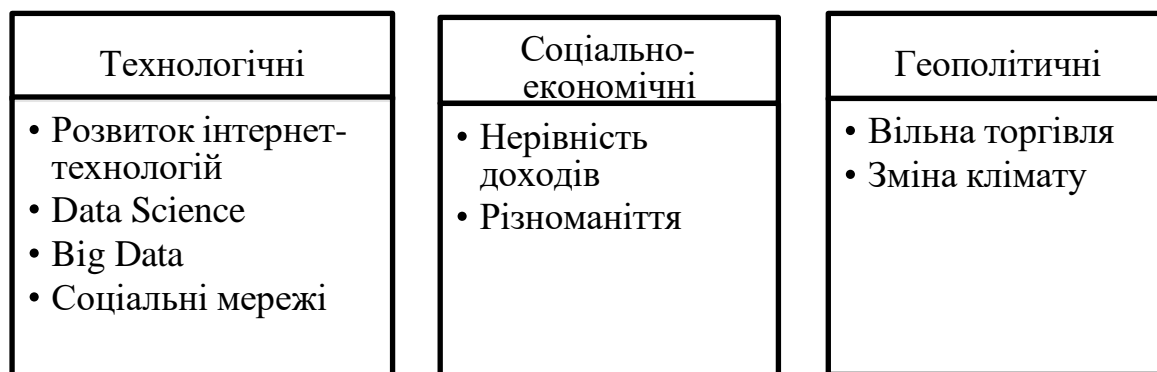 Технологічні
• Розвиток інтернет-
технологій
• Data Science
• Big Data
• Соціальні мережі
Соціально-
економічні
• Нерівність
доходів
• Різноманіття
Геополітичні
• Вільна торгівля
• Зміна клімату